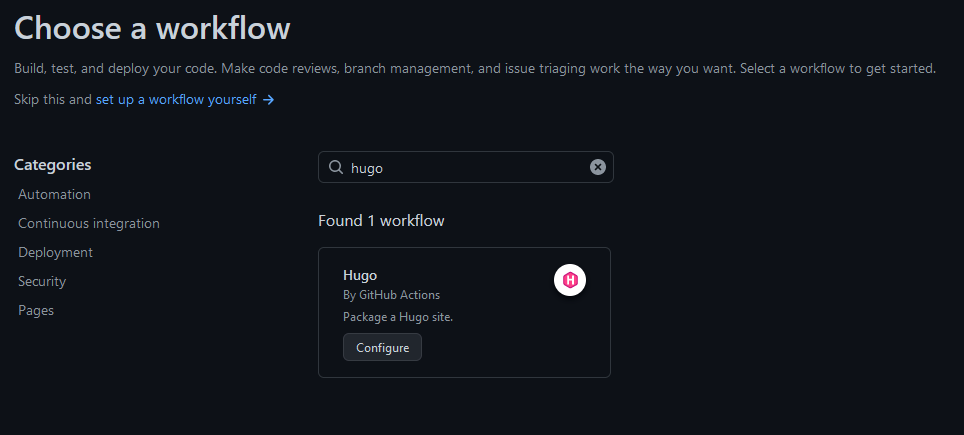 Choose a workflow
Build, test, and deploy your code. Make code reviews, branch management, and issue triaging work the way you want. Select a workflow to get started.
Skip this and set up a workflow yourself →
Categories
Automation
Continuous integration
Deployment
Security
Pages
hugo
Found 1 workflow
Hugo
H
By GitHub Actions
Package a Hugo site.
Configure